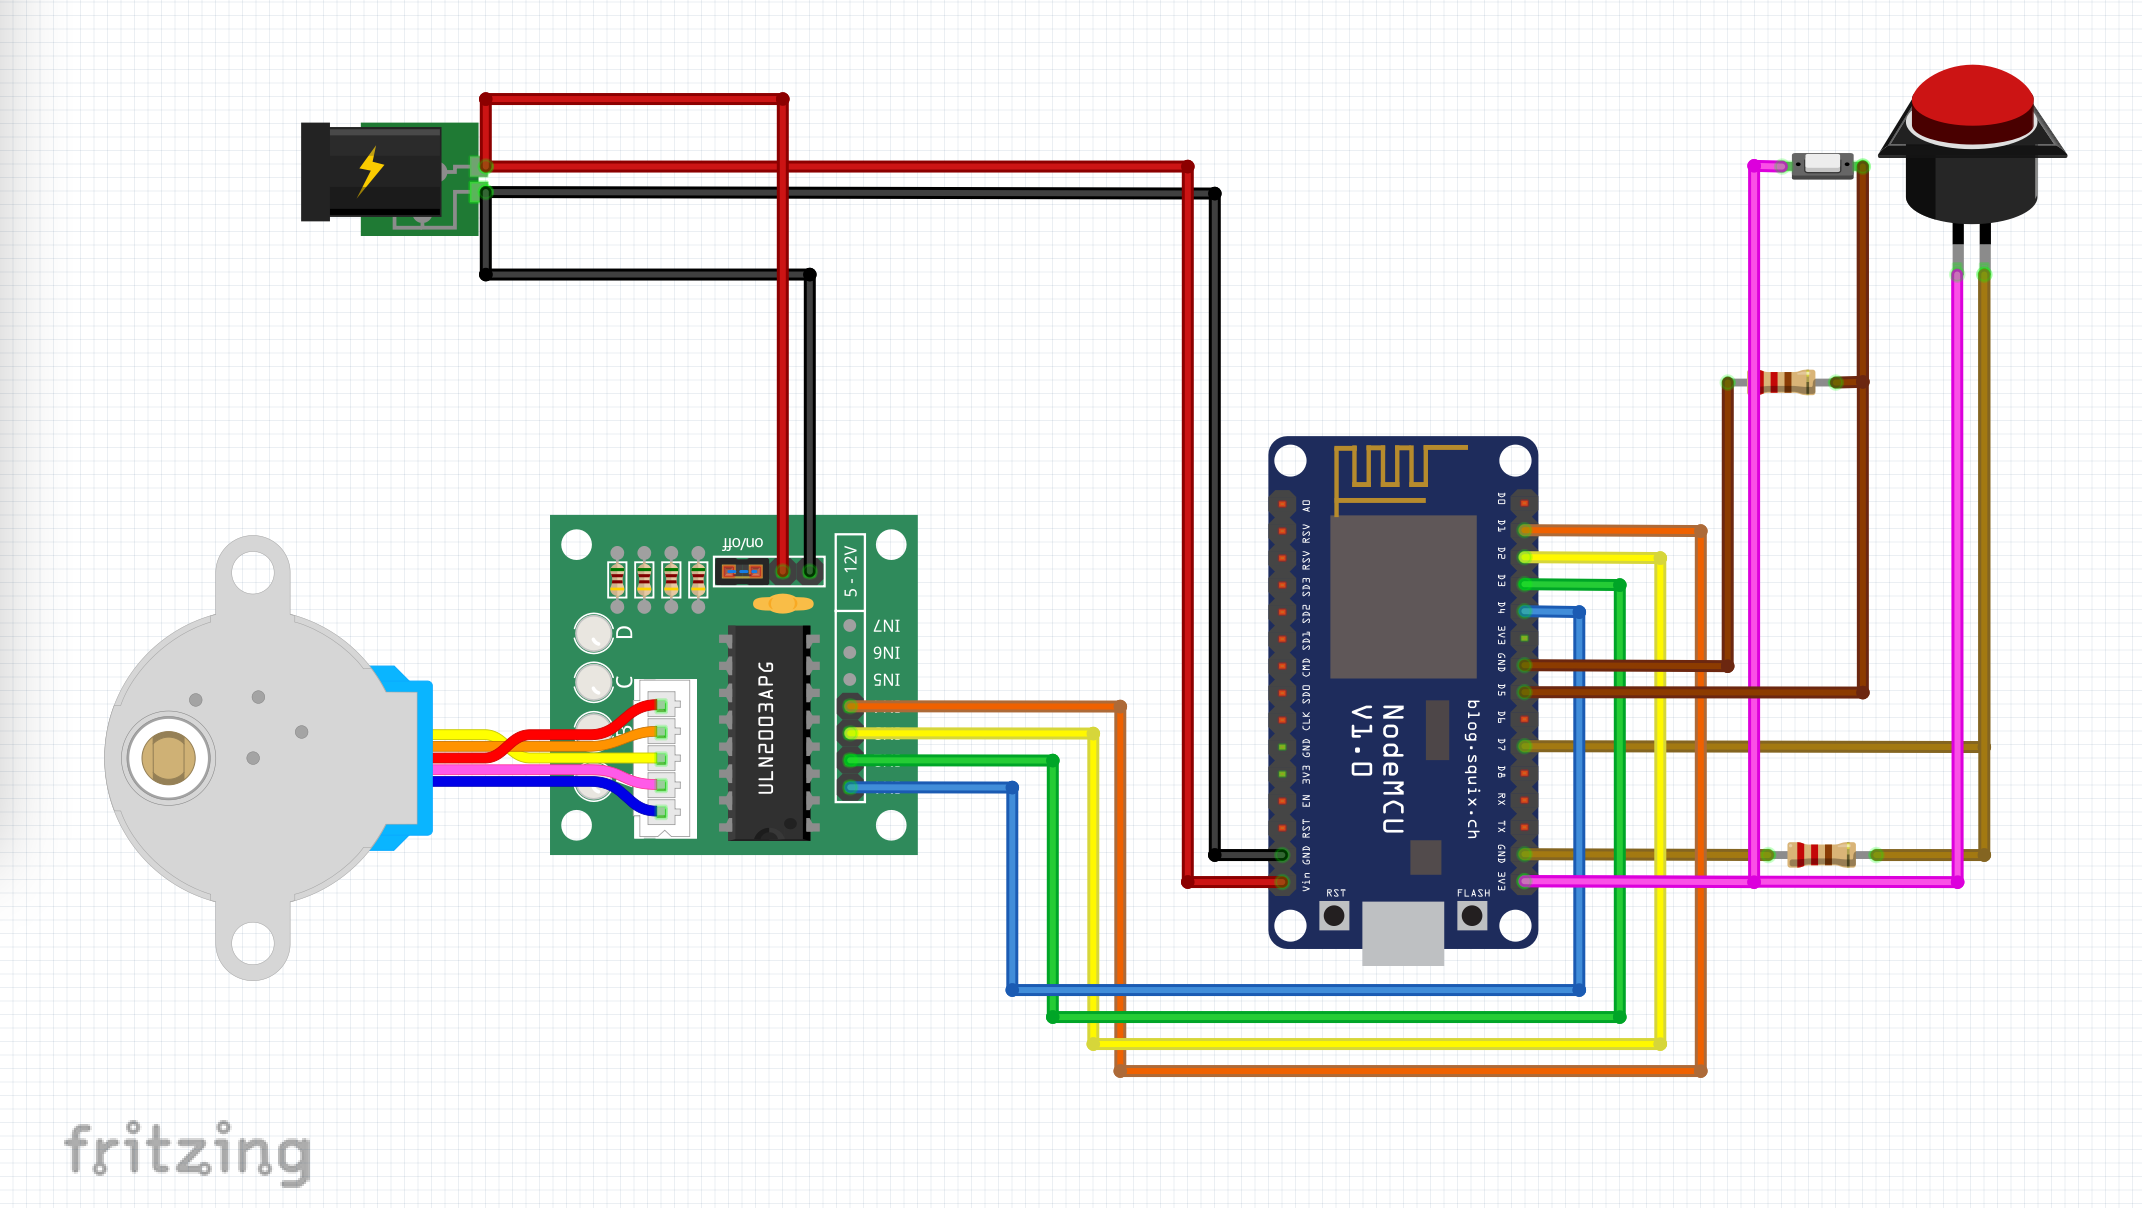 on/off
5 - 12V
IN7
IN6
IN5
D
C
ULN2003APG
A0
RSV
RSV
SD3
SD2
SD1
CMD
SD0
CLK
GND
3V3
EN
RST
GND
Vin
D0
D1
D2
D3
D4
3V3
GND
D5
D6
D7
D8
RX
TX
GND
3V3
NodeMCU
V1.0
blog.squix.ch
RST
FLASH
fritzing